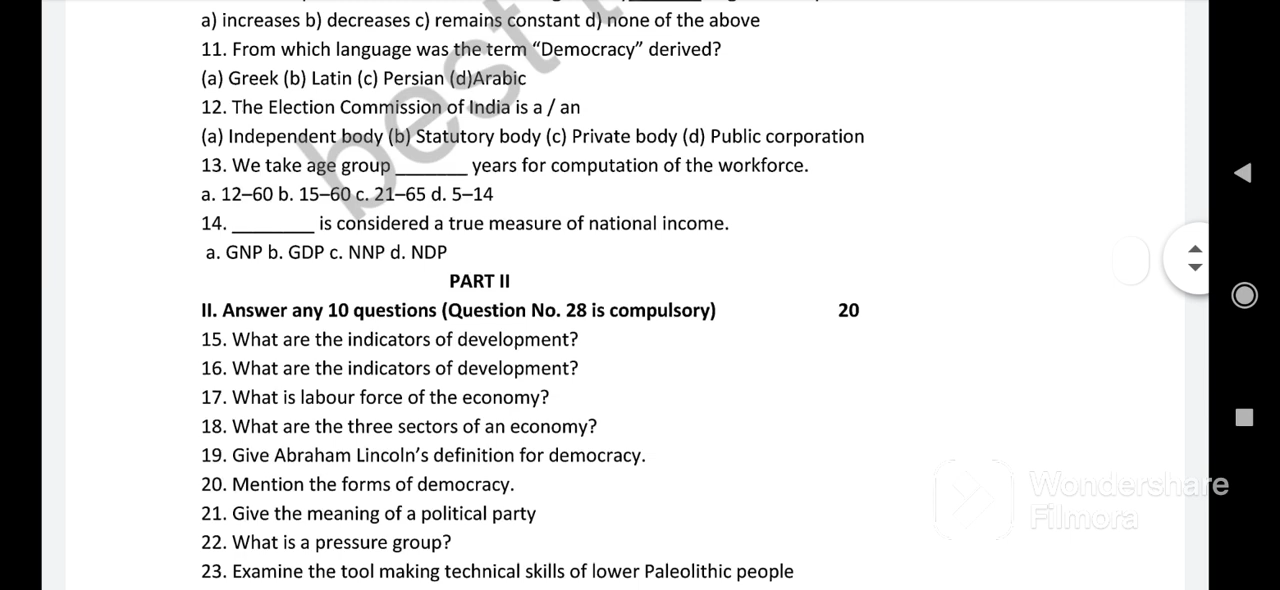 a) increases b) decreases c) remains constant d) none of the above
11. From which language was the term “Democracy” derived?
(a) Greek (b) Latin (c) Persian (d)Arabic
12. The Election Commission of India is a / an
(a) Independent body (b) Statutory body (c) Private body (d) Public corporation
13. We take age group _______ years for computation of the workforce.
a. 12–60 b. 15–60 c. 21–65 d. 5–14
14. ________ is considered a true measure of national income.
a. GNP b. GDP c. NNP d. NDP
PART II
II. Answer any 10 questions (Question No. 28 is compulsory) 20
15. What are the indicators of development?
16. What are the indicators of development?
17. What is labour force of the economy?
18. What are the three sectors of an economy?
19. Give Abraham Lincoln’s definition for democracy.
20. Mention the forms of democracy.
21. Give the meaning of a political party
22. What is a pressure group?
23. Examine the tool making technical skills of lower Paleolithic people
best
Wondershare
Filmora